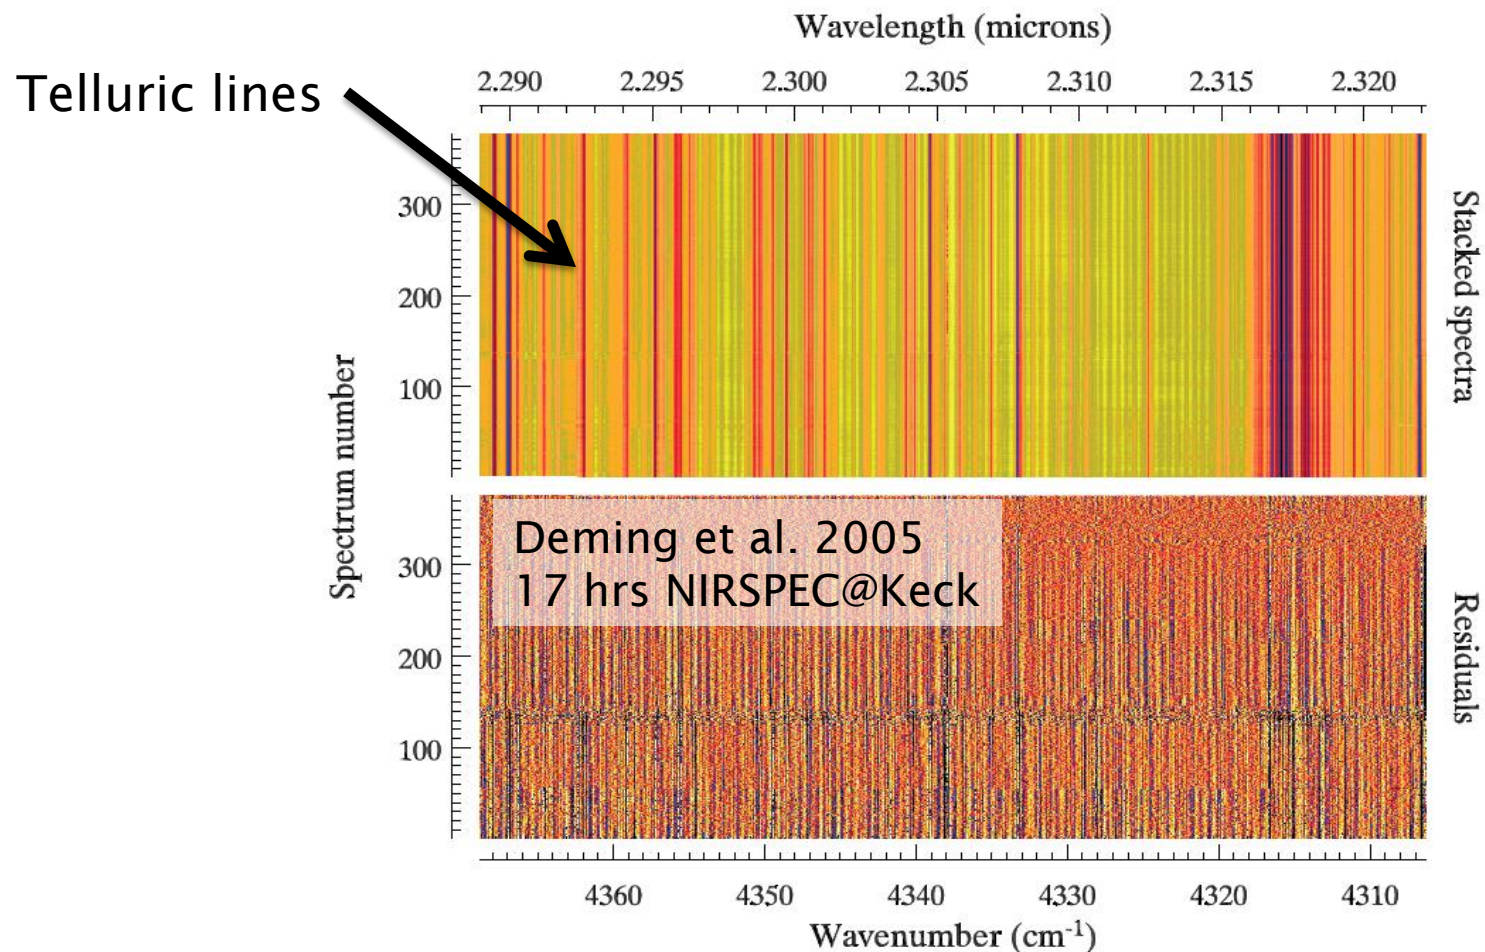 Wavelength (microns)
2.290 2.295 2.300 2.305 2.310 2.315 2.320
Telluric lines
300
200
100
Stacked spectra
Spectrum number
Deming et al. 2005
17 hrs NIRSPEC@Keck
300
200
100
Residuals
4360 4350 4340 4330 4320 4310
Wavenumber (cm⁻¹)